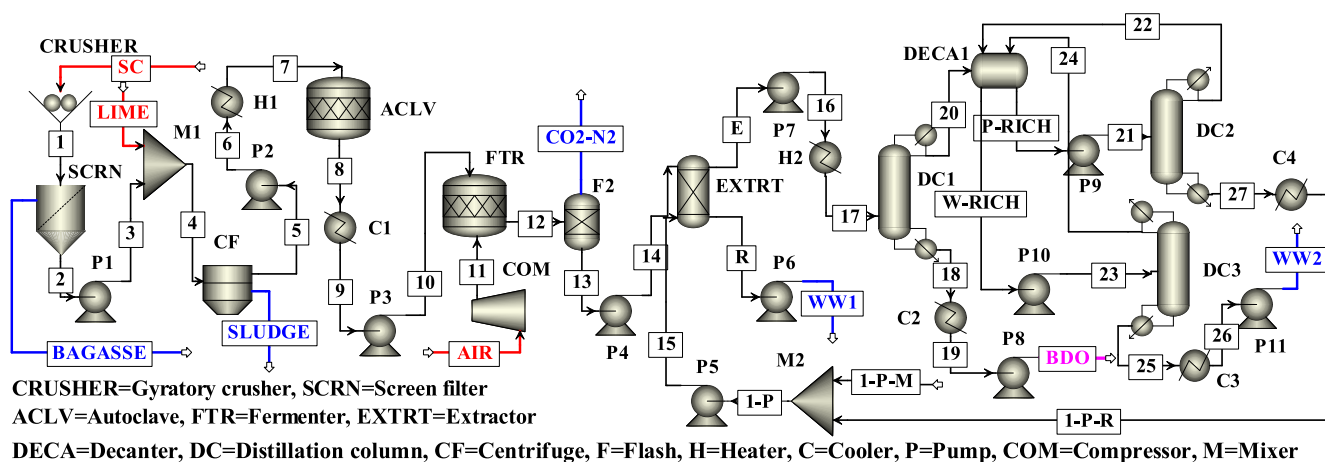 CRUSHER
SC
LIME
1
M1
SCRN
2
P1
3
4
CF
BAGASSE
SLUDGE
7
H1
6
P2
5
ACLV
8
C1
9
P3
10
FTR
11
COM
AIR
12
CO2-N2
F2
13
P4
14
15
E
EXTRT
R
P6
WW1
P7
16
H2
17
DC1
20
18
C2
19
P8
BDO
P5
1-P
M2
1-P-M
1-P-R
DECA1
22
24
P-RICH
W-RICH
P9
21
DC2
27
C4
P10
23
DC3
25
26
C3
P11
WW2
CRUSHER=Gyratory crusher, SCRN=Screen filter
ACLV=Autoclave, FTR=Fermenter, EXTRT=Extractor
DECA=Decanter, DC=Distillation column, CF=Centrifuge, F=Flash, H=Heater, C=Cooler, P=Pump, COM=Compressor, M=Mixer